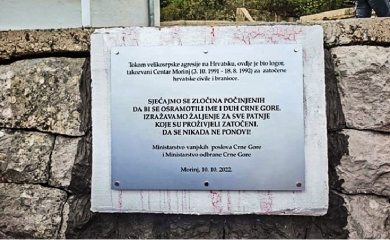 Tokom velikosrpske agresije na Hrvatsku, ovdje je bio logor,
takozvani Centar Morinj (3. 10. 1991 - 18. 8. 1992) za zatočene
hrvatske civile i branioce.
SJEĆAJMO SE ZLOČINA POČINJENIH
DA BI SE OSRAMOTILI IME I DUH CRNE GORE.
IZRAŽAVAMO ŽALJENJE ZA SVE PATNJE
KOJE SU PROŽIVJELI ZATOČENI.
DA SE NIKADA NE PONOVI!
Ministarstvo vanjskih poslova Crne Gore
i Ministarstvo odbrane Crne Gore
Morinj, 10. 10. 2022.